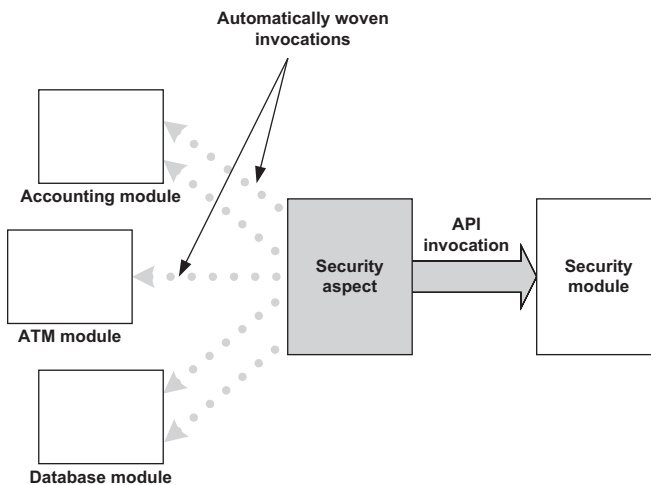 Automatically woven
invocations
Accounting module
API
invocation
Security
aspect
Security
module
ATM module
Database module